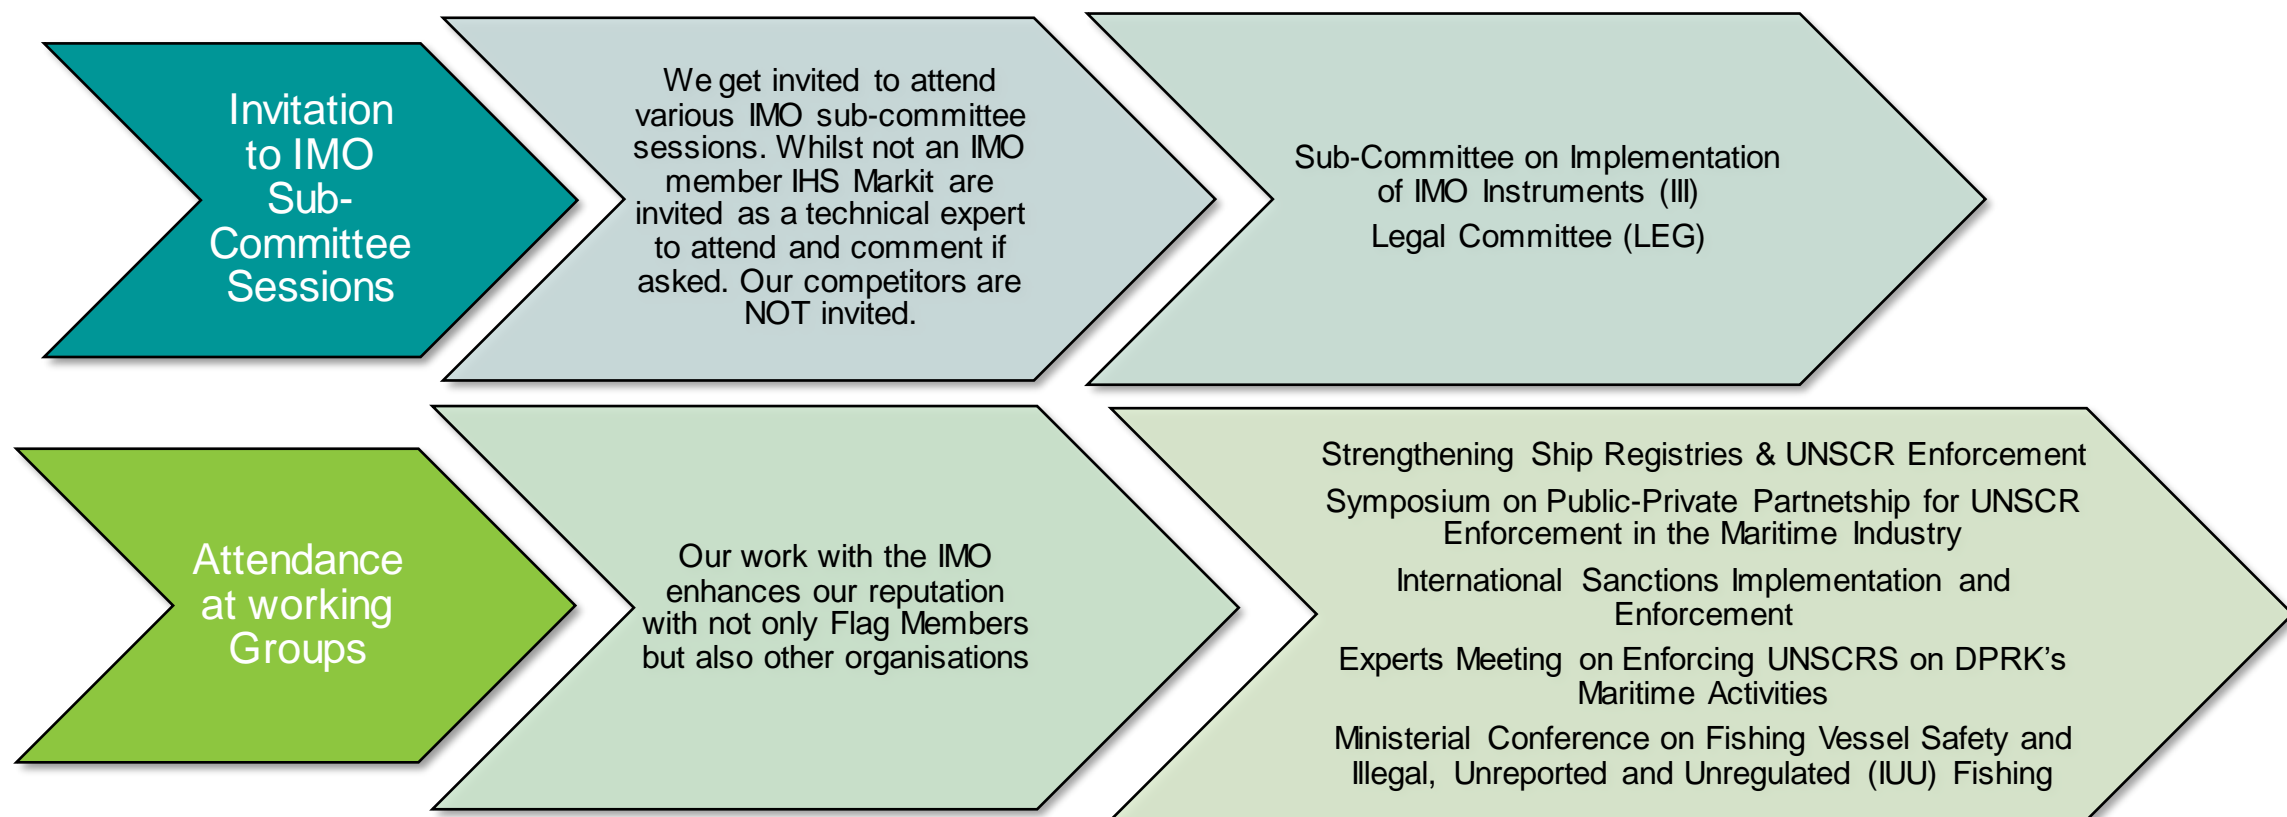 Invitation
to IMO
Sub-
Committee
Sessions
We get invited to attend
various IMO sub-committee
sessions. Whilst not an IMO
member IHS Markit are
invited as a technical expert
to attend and comment if
asked. Our competitors are
NOT invited.
Sub-Committee on Implementation
of IMO Instruments (III)
Legal Committee (LEG)
Attendance
at working
Groups
Our work with the IMO
enhances our reputation
with not only Flag Members
but also other organisations
Strengthening Ship Registries & UNSCR Enforcement
Symposium on Public-Private Partnetship for UNSCR
Enforcement in the Maritime Industry
International Sanctions Implementation and
Enforcement
Experts Meeting on Enforcing UNSCRS on DPRK's
Maritime Activities
Ministerial Conference on Fishing Vessel Safety and
Illegal, Unreported and Unregulated (IUU) Fishing